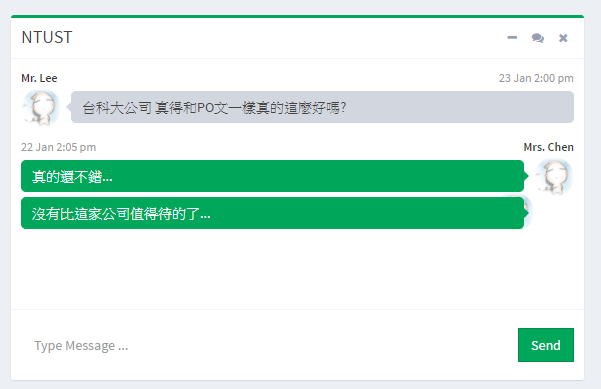 NTUST
Mr. Lee 23 Jan 2:00 pm
台科大公司 真得和PO文一樣真的這麼好嗎?
22 Jan 2:05 pm Mrs. Chen
真的還不錯...
沒有比這家公司值得待的了...
Type Message ... Send